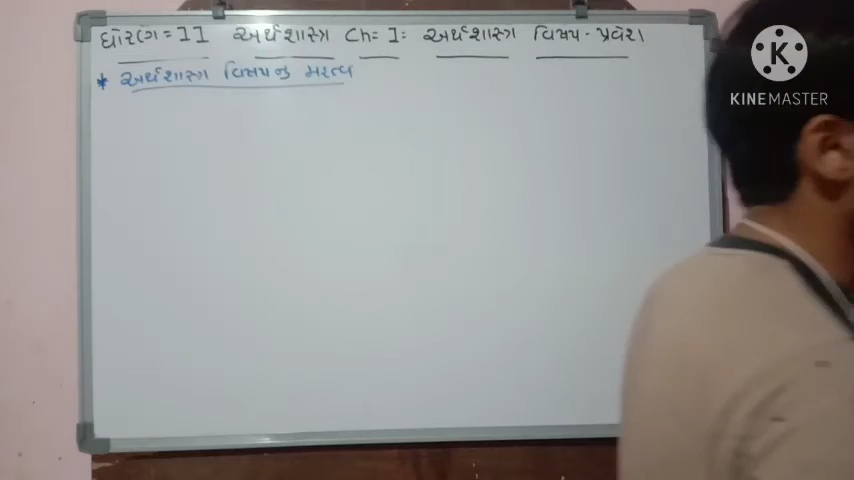 ધોરણ = 11 અર્થશાસ્ત્ર Ch = 1: અર્થશાસ્ત્ર વિષય - પ્રવેશ
* અર્થશાસ્ત્ર વિષયનુ મહત્વ
K
KINEMASTER